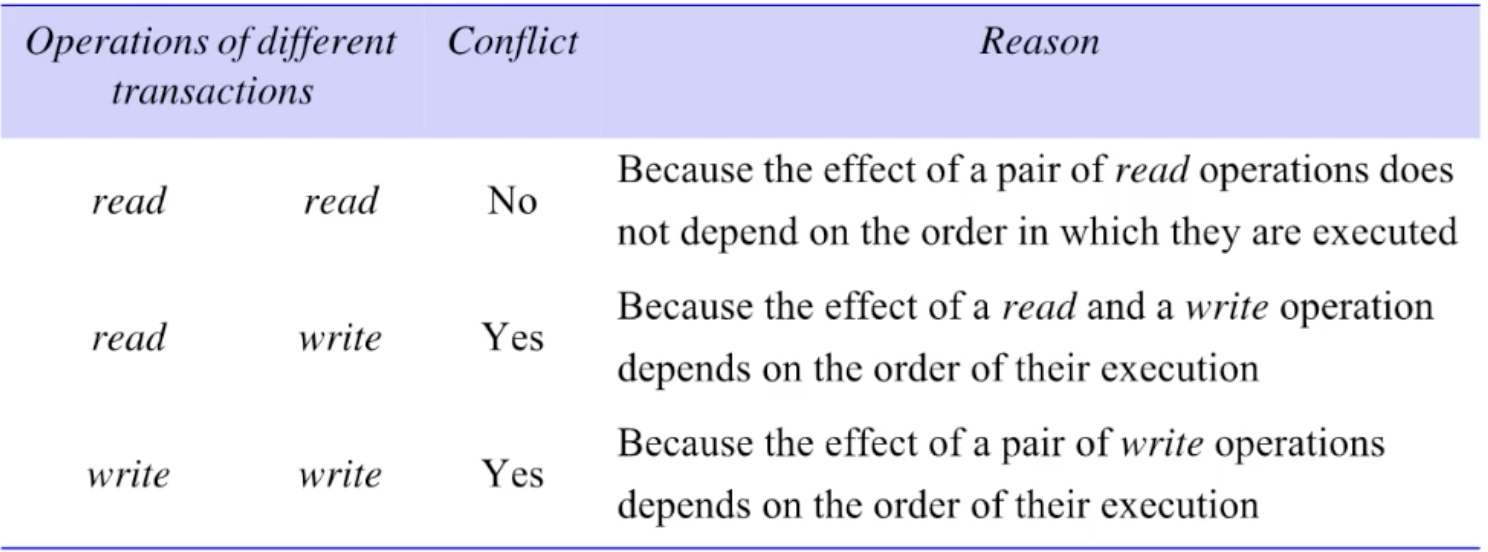 Operations of different Conflict Reason
transactions
read read No Because the effect of a pair of read operations does
not depend on the order in which they are executed
read write Yes Because the effect of a read and a write operation
depends on the order of their execution
write write Yes Because the effect of a pair of write operations
depends on the order of their execution